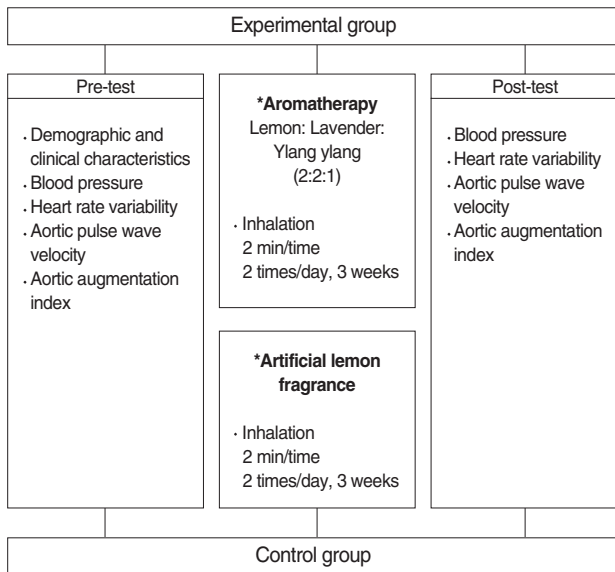 Experimental group
Pre-test
· Demographic and
clinical characteristics
· Blood pressure
· Heart rate variability
· Aortic pulse wave
velocity
· Aortic augmentation
index
*Aromatherapy
Lemon: Lavender:
Ylang ylang
(2:2:1)
· Inhalation
2 min/time
2 times/day, 3 weeks
*Artificial lemon
fragrance
· Inhalation
2 min/time
2 times/day, 3 weeks
Post-test
· Blood pressure
· Heart rate variability
· Aortic pulse wave
velocity
· Aortic augmentation
index
Control group